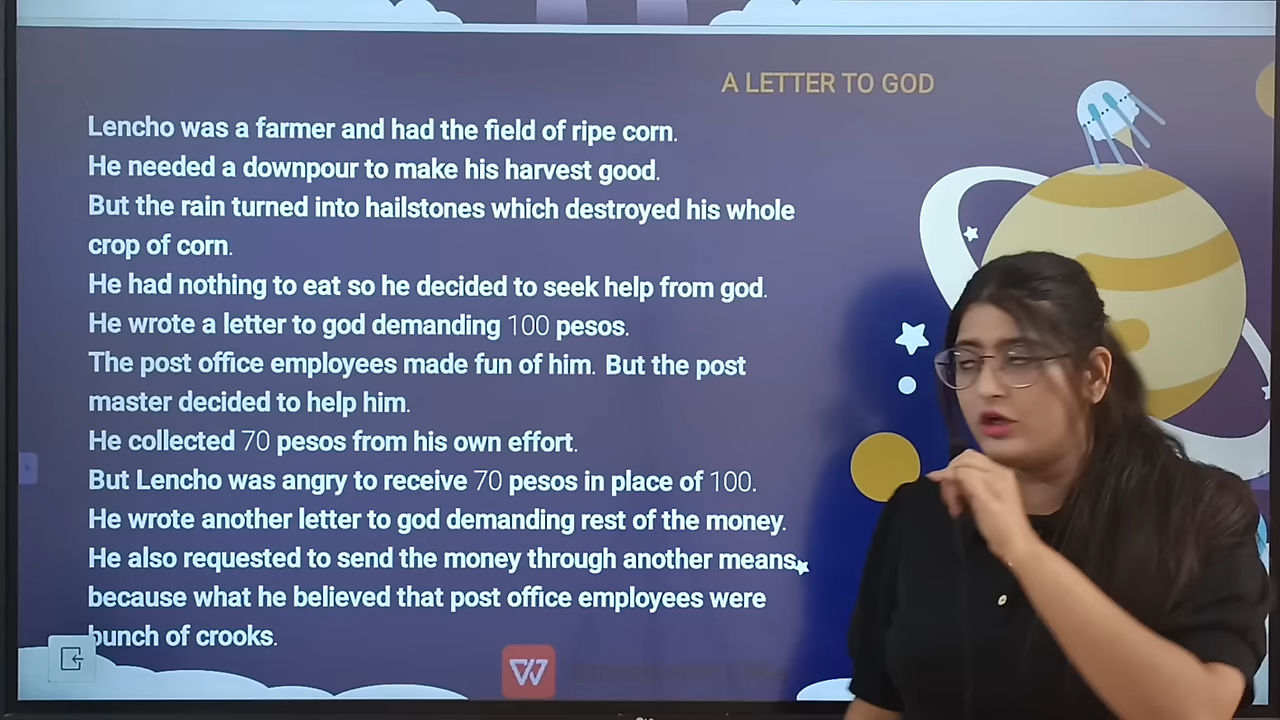 A LETTER TO GOD
Lencho was a farmer and had the field of ripe corn.
He needed a downpour to make his harvest good.
But the rain turned into hailstones which destroyed his whole
crop of corn.
He had nothing to eat so he decided to seek help from god.
He wrote a letter to god demanding 100 pesos.
The post office employees made fun of him. But the post
master decided to help him.
He collected 70 pesos from his own effort.
But Lencho was angry to receive 70 pesos in place of 100.
He wrote another letter to god demanding rest of the money.
He also requested to send the money through another means
because what he believed that post office employees were
bunch of crooks.